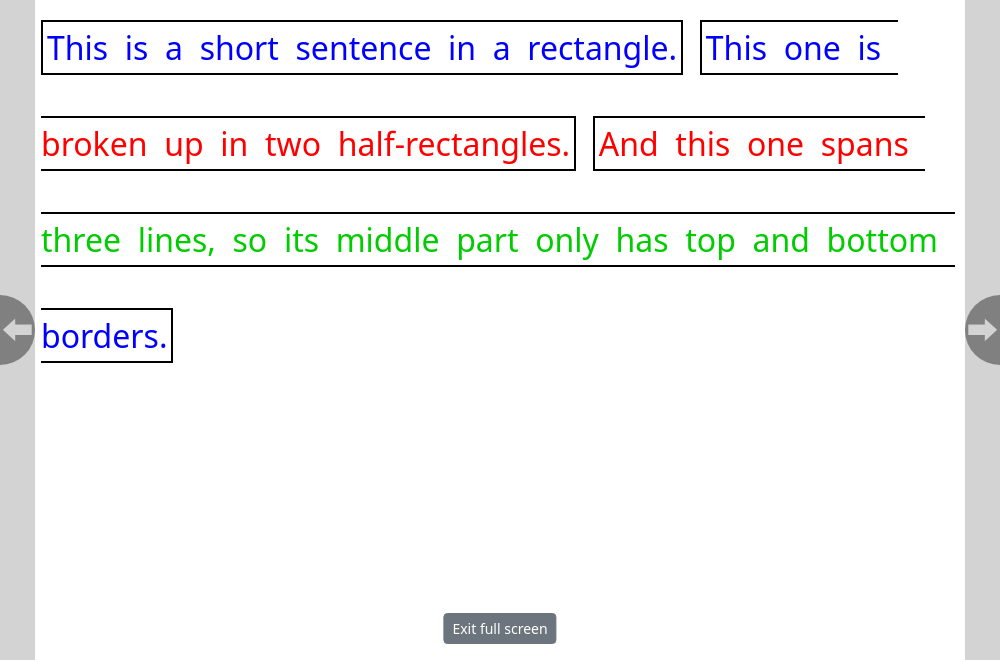 This is a short sentence in a rectangle. This one is
broken up in two half-rectangles. And this one spans
three lines, so its middle part only has top and bottom
borders.
Exit full screen